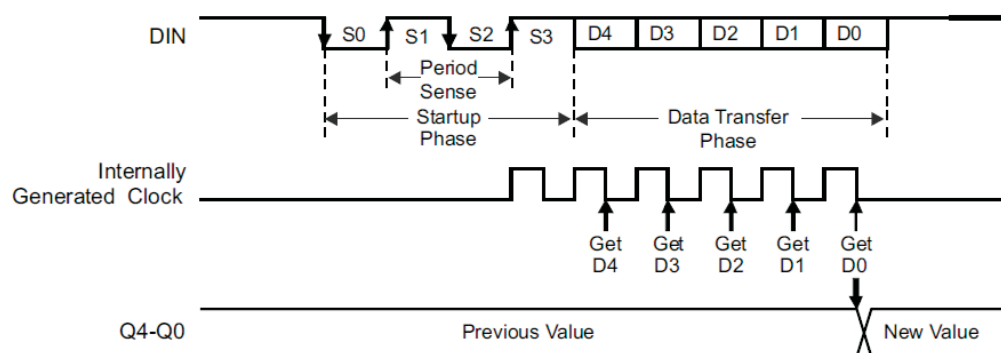 DIN
S0 S1 S2 S3 D4 D3 D2 D1 D0
Period
Sense
Startup
Phase
Data Transfer
Phase
Internally
Generated Clock
Get
D4
Get
D3
Get
D2
Get
D1
Get
D0
Q4-Q0
Previous Value
New Value